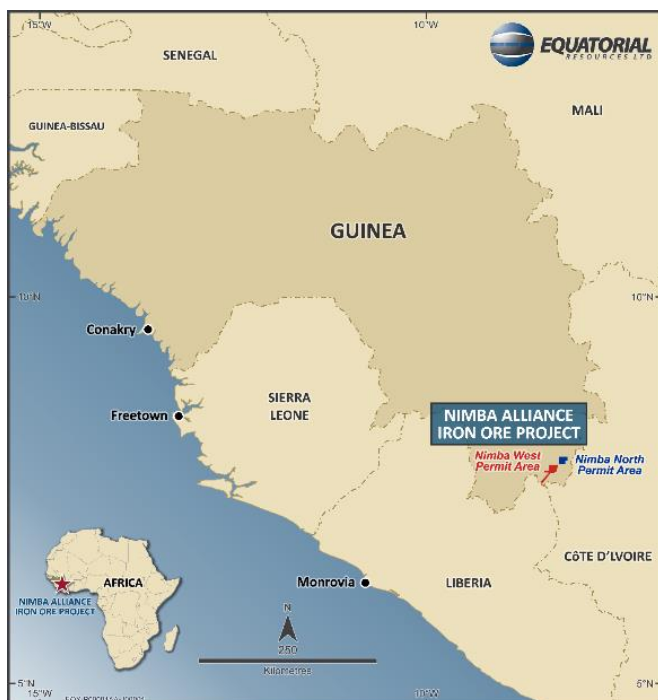 15°W
10°W
EQUATORIAL
RESOURCES LTD
SENEGAL
MALI
GUINEA-BISSAU
GUINEA
10°N
10°N
Conakry
SIERRA
LEONE
Freetown
NIMBA ALLIANCE
IRON ORE PROJECT
Nimba West
Permit Area
Nimba North
Permit Area
CÔTE D'LVOIRE
AFRICA
NIMBA ALLIANCE
IRON ORE PROJECT
Monrovia
LIBERIA
N
250
Kilometres
5°N
15°W
10°W
5°N